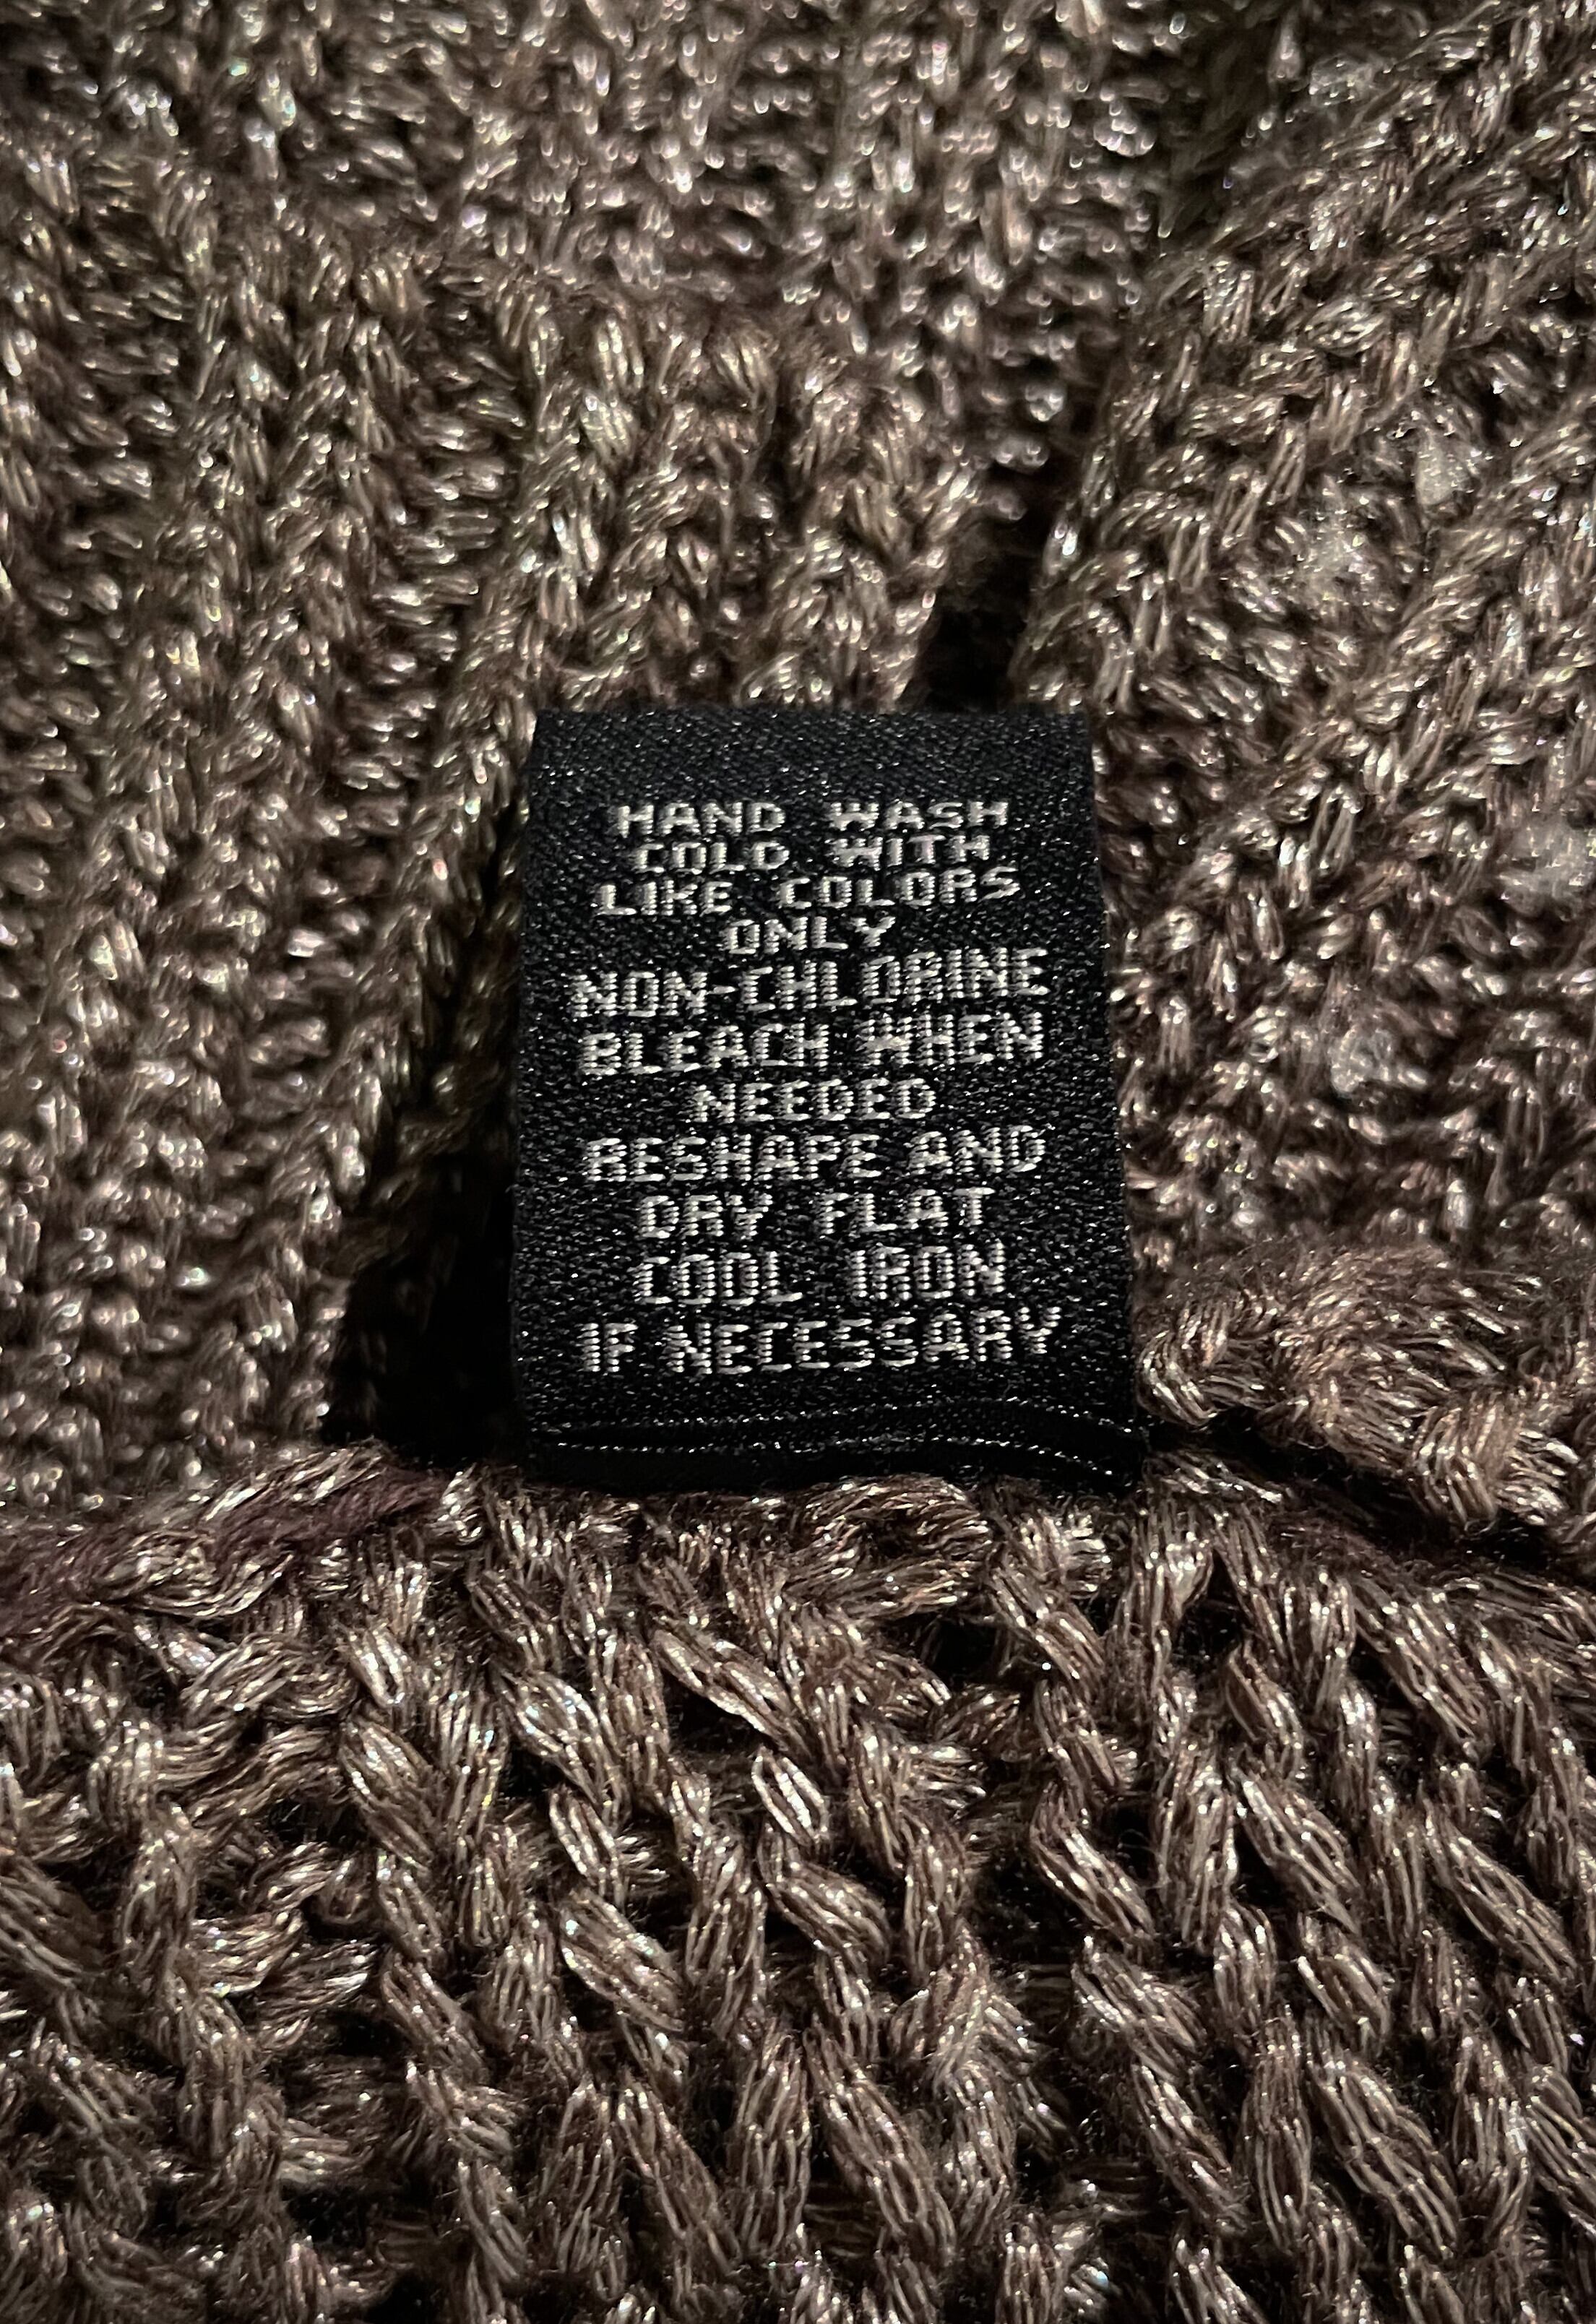 HAND WASH
COLD WITH
LIKE COLORS
ONLY
NON-CHLORINE
BLEACH WHEN
NEEDED
RESHAPE AND
DRY FLAT
COOL IRON
IF NECESSARY